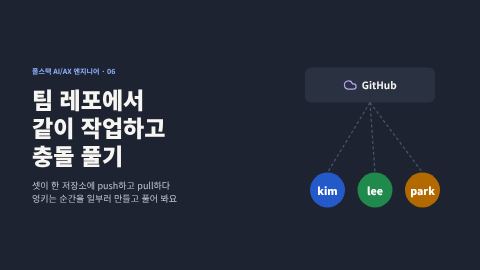 풀스택 AI/AX 엔지니어 · 06
팀 레포에서
같이 작업하고
충돌 풀기
셋이 한 저장소에 push하고 pull하다
엉키는 순간을 일부러 만들고 풀어 봐요
GitHub
kim
lee
park